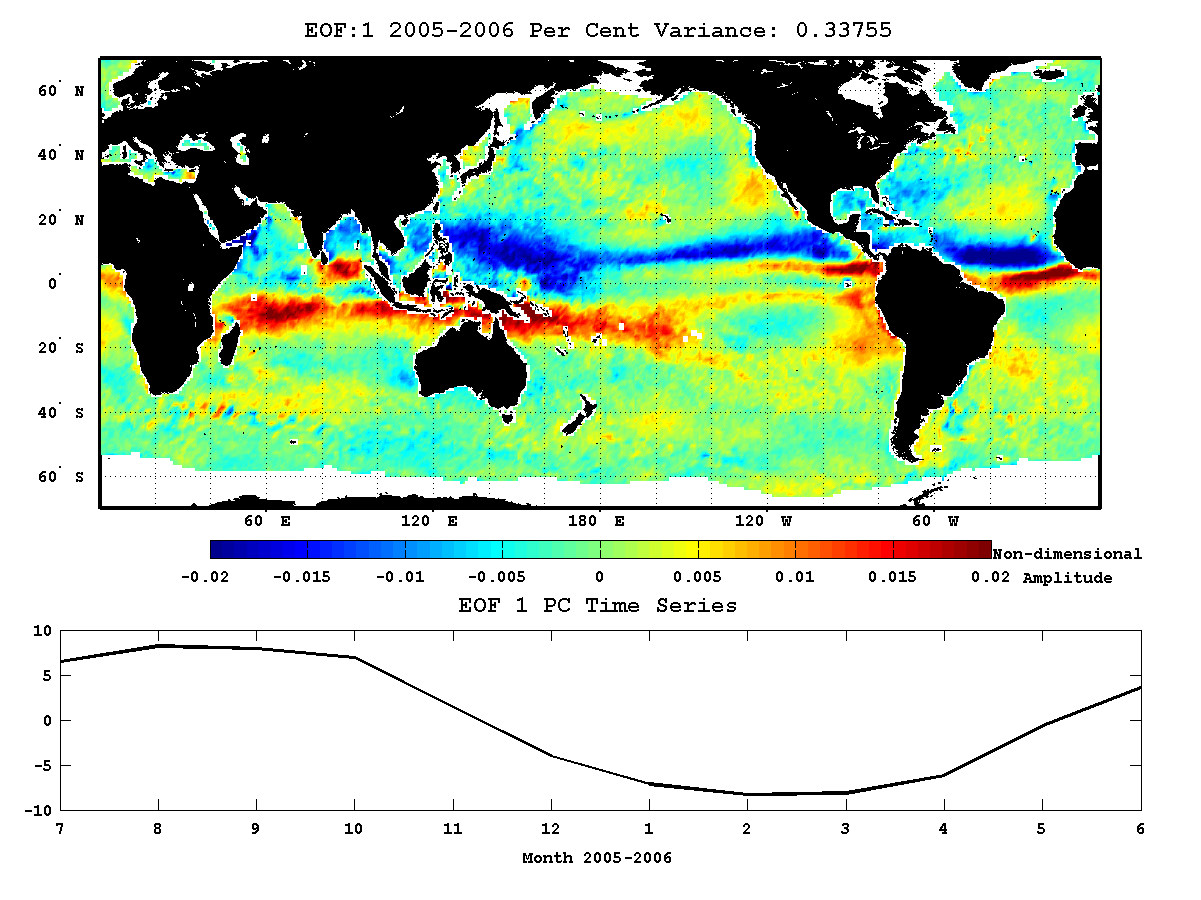 EOF:1 2005-2006 Per Cent Variance: 0.33755
60° N
40° N
20° N
0°
20° S
40° S
60° S
60 E 120 E 180 E 120 W 60 W
Non-dimensional
-0.02 -0.015 -0.01 -0.005 0 0.005 0.01 0.015 0.02 Amplitude
EOF 1 PC Time Series
10
5
0
-5
-10
7 8 9 10 11 12 1 2 3 4 5 6
Month 2005-2006